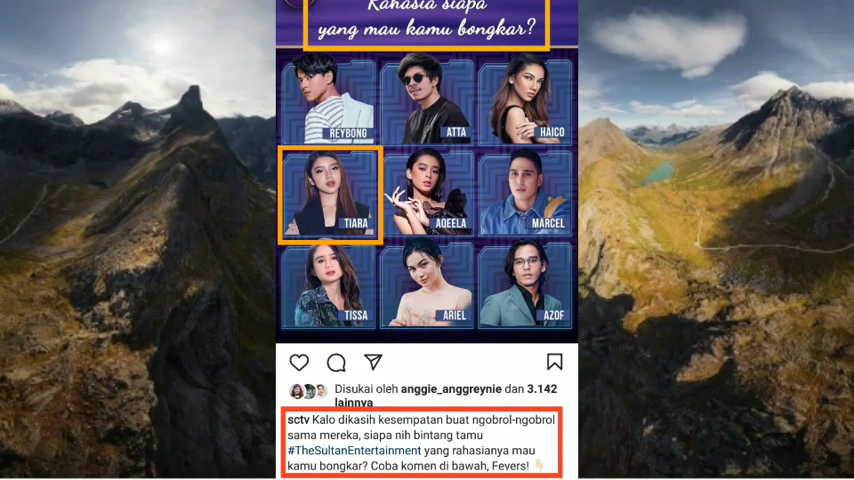 Rahasia siapa
yang mau kamu bongkar?
REYBONG
ATTA
HAICO
TIARA
AQEELA
MARCEL
TISSA
ARIEL
AZOF
Disukai oleh anggie_anggreynie dan 3.142
lainnya
sctv Kalo dikasih kesempatan buat ngobrol-ngobrol
sama mereka, siapa nih bintang tamu
#TheSultanEntertainment yang rahasianya mau
kamu bongkar? Coba komen di bawah, Fevers! 👇🏻